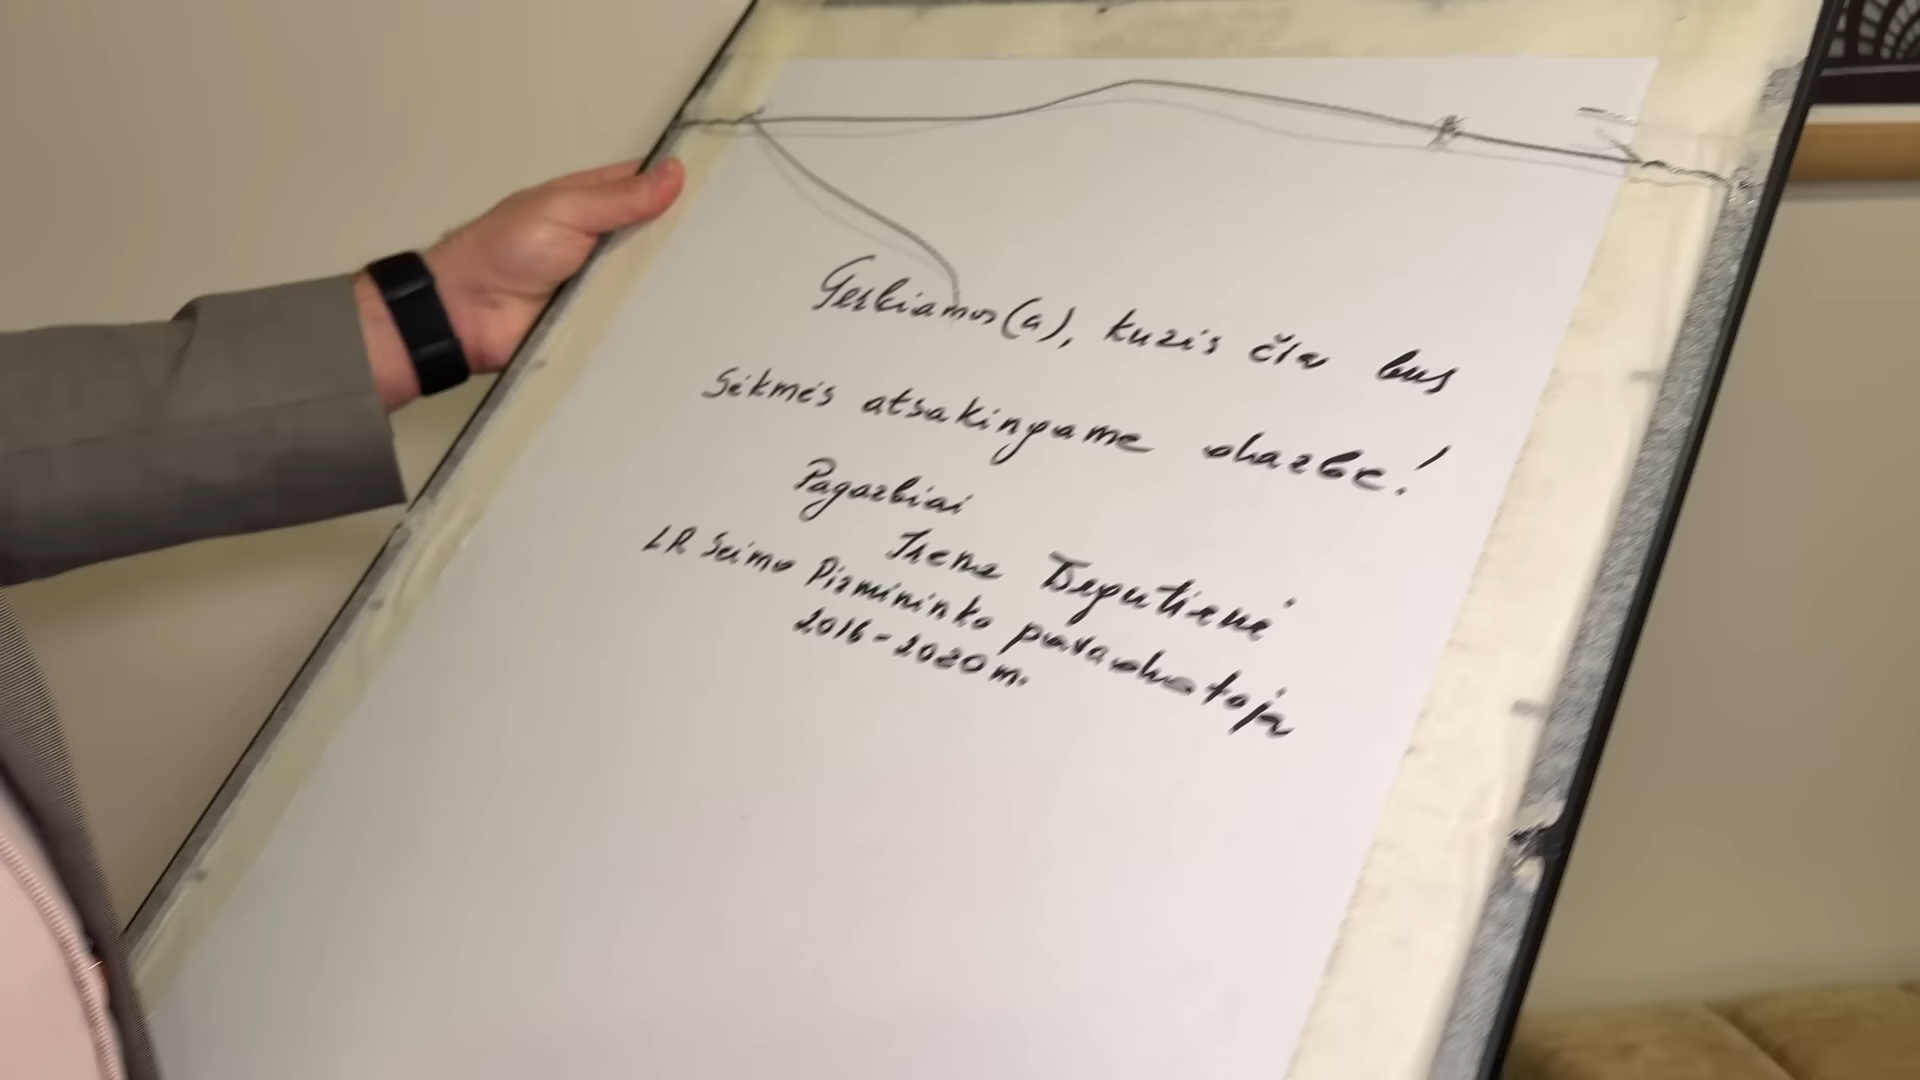 Gerbiamas(a), kuris čia bus
Sėkmės atsakingame darbe!
Pagarbiai
Irena Degutienė
LR Seimo Pirmininko pavaduotoja
2016-2020 m.